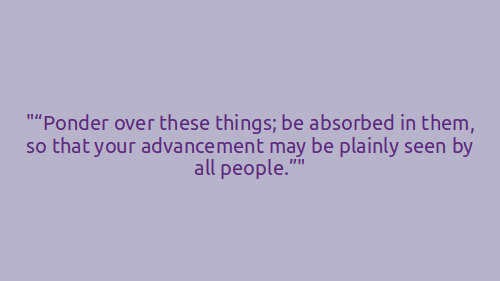 "“Ponder over these things; be absorbed in them,
so that your advancement may be plainly seen by
all people.”"